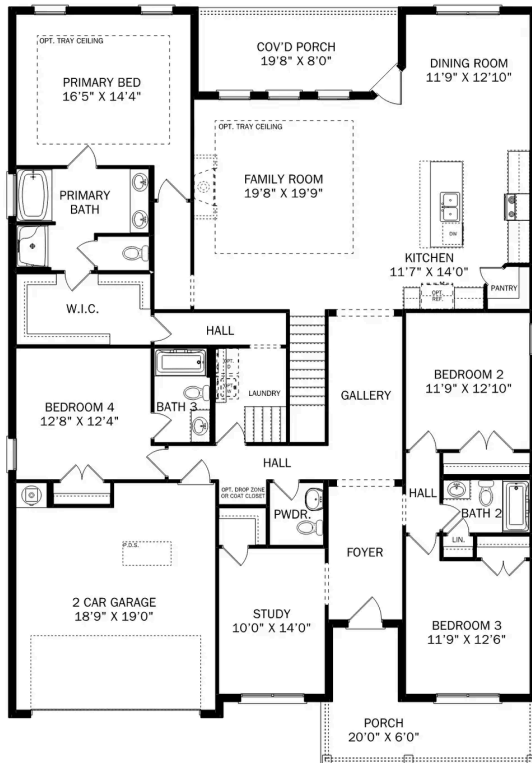 OPT. TRAY CEILING
PRIMARY BED
16'5" X 14'4"
COV'D PORCH
19'8" X 8'0"
DINING ROOM
11'9" X 12'10"
OPT. TRAY CEILING
FAMILY ROOM
19'8" X 19'9"
PRIMARY
BATH
DW
KITCHEN
11'7" X 14'0"
OPT.
REF.
PANTRY
W.I.C.
HALL
BEDROOM 4
12'8" X 12'4"
BATH 3
OPT.
LAUNDRY
GALLERY
BEDROOM 2
11'9" X 12'10"
HALL
OPT. DROP ZONE
OR COAT CLOSET
PWDR.
HALL
BATH 2
LIN.
FOYER
P.D.S.
2 CAR GARAGE
18'9" X 19'0"
STUDY
10'0" X 14'0"
BEDROOM 3
11'9" X 12'6"
PORCH
20'0" X 6'0"